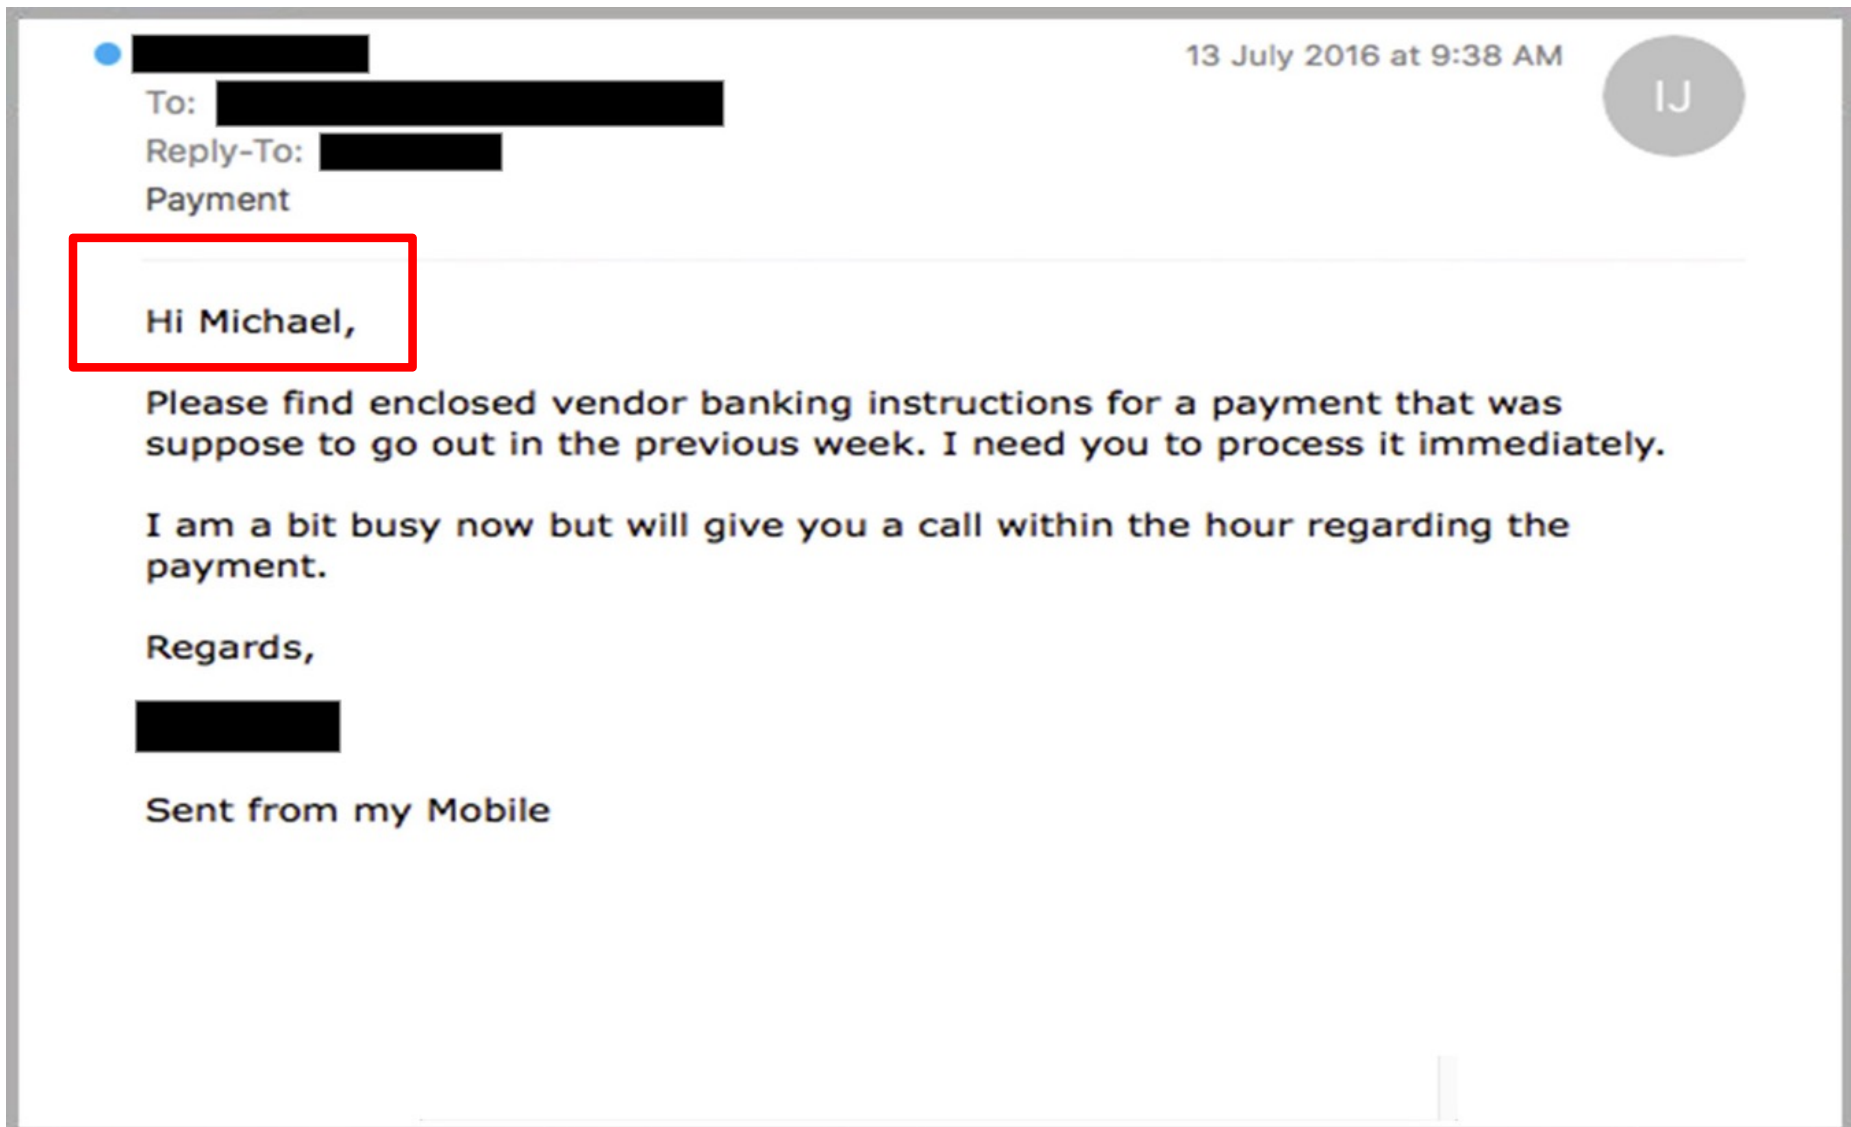 13 July 2016 at 9:38 AM
IJ
To:
Reply-To:
Payment
Hi Michael,
Please find enclosed vendor banking instructions for a payment that was
suppose to go out in the previous week. I need you to process it immediately.
I am a bit busy now but will give you a call within the hour regarding the
payment.
Regards,
Sent from my Mobile